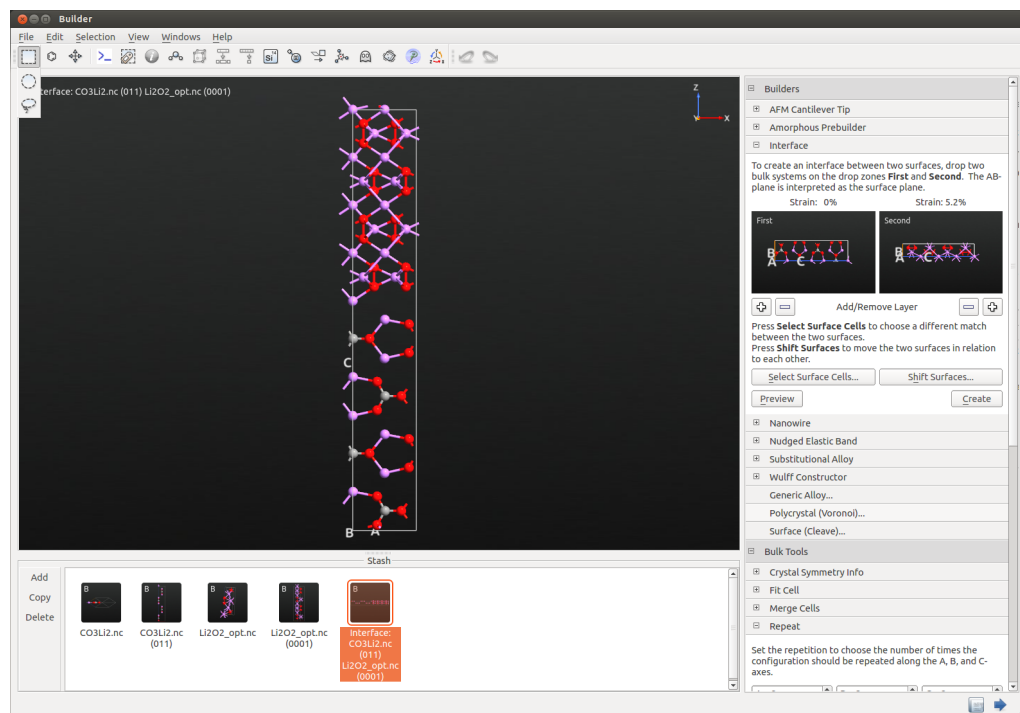 Builder
File Edit Selection View Windows Help
terface: CO3Li2.nc (011) Li2O2_opt.nc (0001)
Z
X
C
B A
Builders
AFM Cantilever Tip
Amorphous Prebuilder
Interface
To create an interface between two surfaces, drop two
bulk systems on the drop zones First and Second. The AB-
plane is interpreted as the surface plane.
Strain: 0% Strain: 5.2%
First Second
B B
A C A C
Add/Remove Layer
Press Select Surface Cells to choose a different match
between the two surfaces.
Press Shift Surfaces to move the two surfaces in relation
to each other.
Select Surface Cells... Shift Surfaces...
Preview Create
Nanowire
Nudged Elastic Band
Substitutional Alloy
Wulff Constructor
Generic Alloy...
Polycrystal (Voronoi)...
Surface (Cleave)...
Bulk Tools
Crystal Symmetry Info
Fit Cell
Merge Cells
Repeat
Set the repetition to choose the number of times the
configuration should be repeated along the A, B, and C-
axes.
Stash
Add
Copy
Delete
B B B B B
CO3Li2.nc
CO3Li2.nc
(011)
Li2O2_opt.nc
Li2O2_opt.nc
(0001)
Interface:
CO3Li2.nc
(011)
Li2O2_opt.nc
(0001)